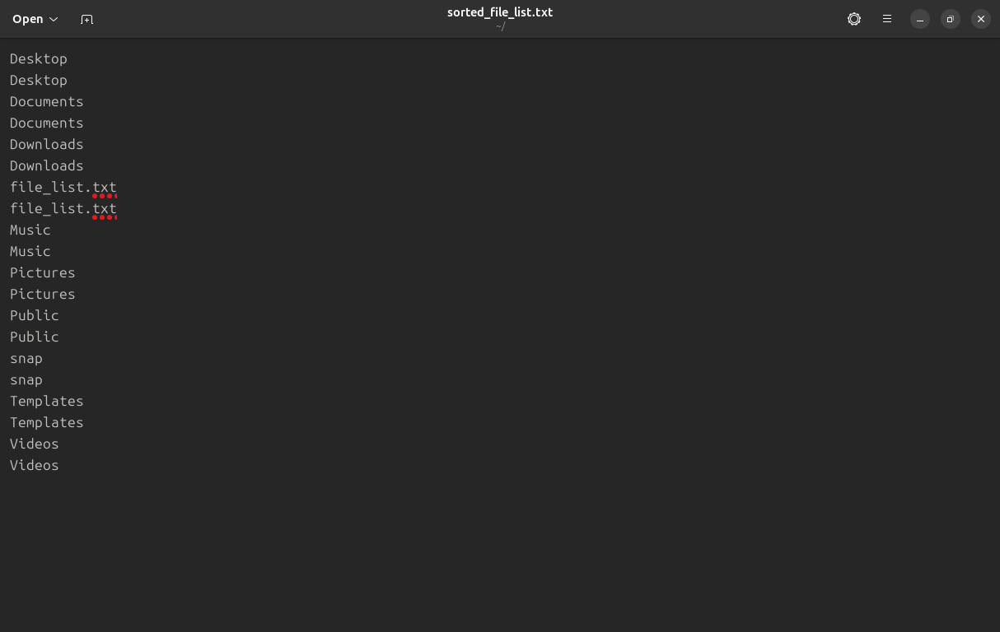 Open
sorted_file_list.txt
~/
Desktop
Desktop
Documents
Documents
Downloads
Downloads
file_list.txt
file_list.txt
Music
Music
Pictures
Pictures
Public
Public
snap
snap
Templates
Templates
Videos
Videos